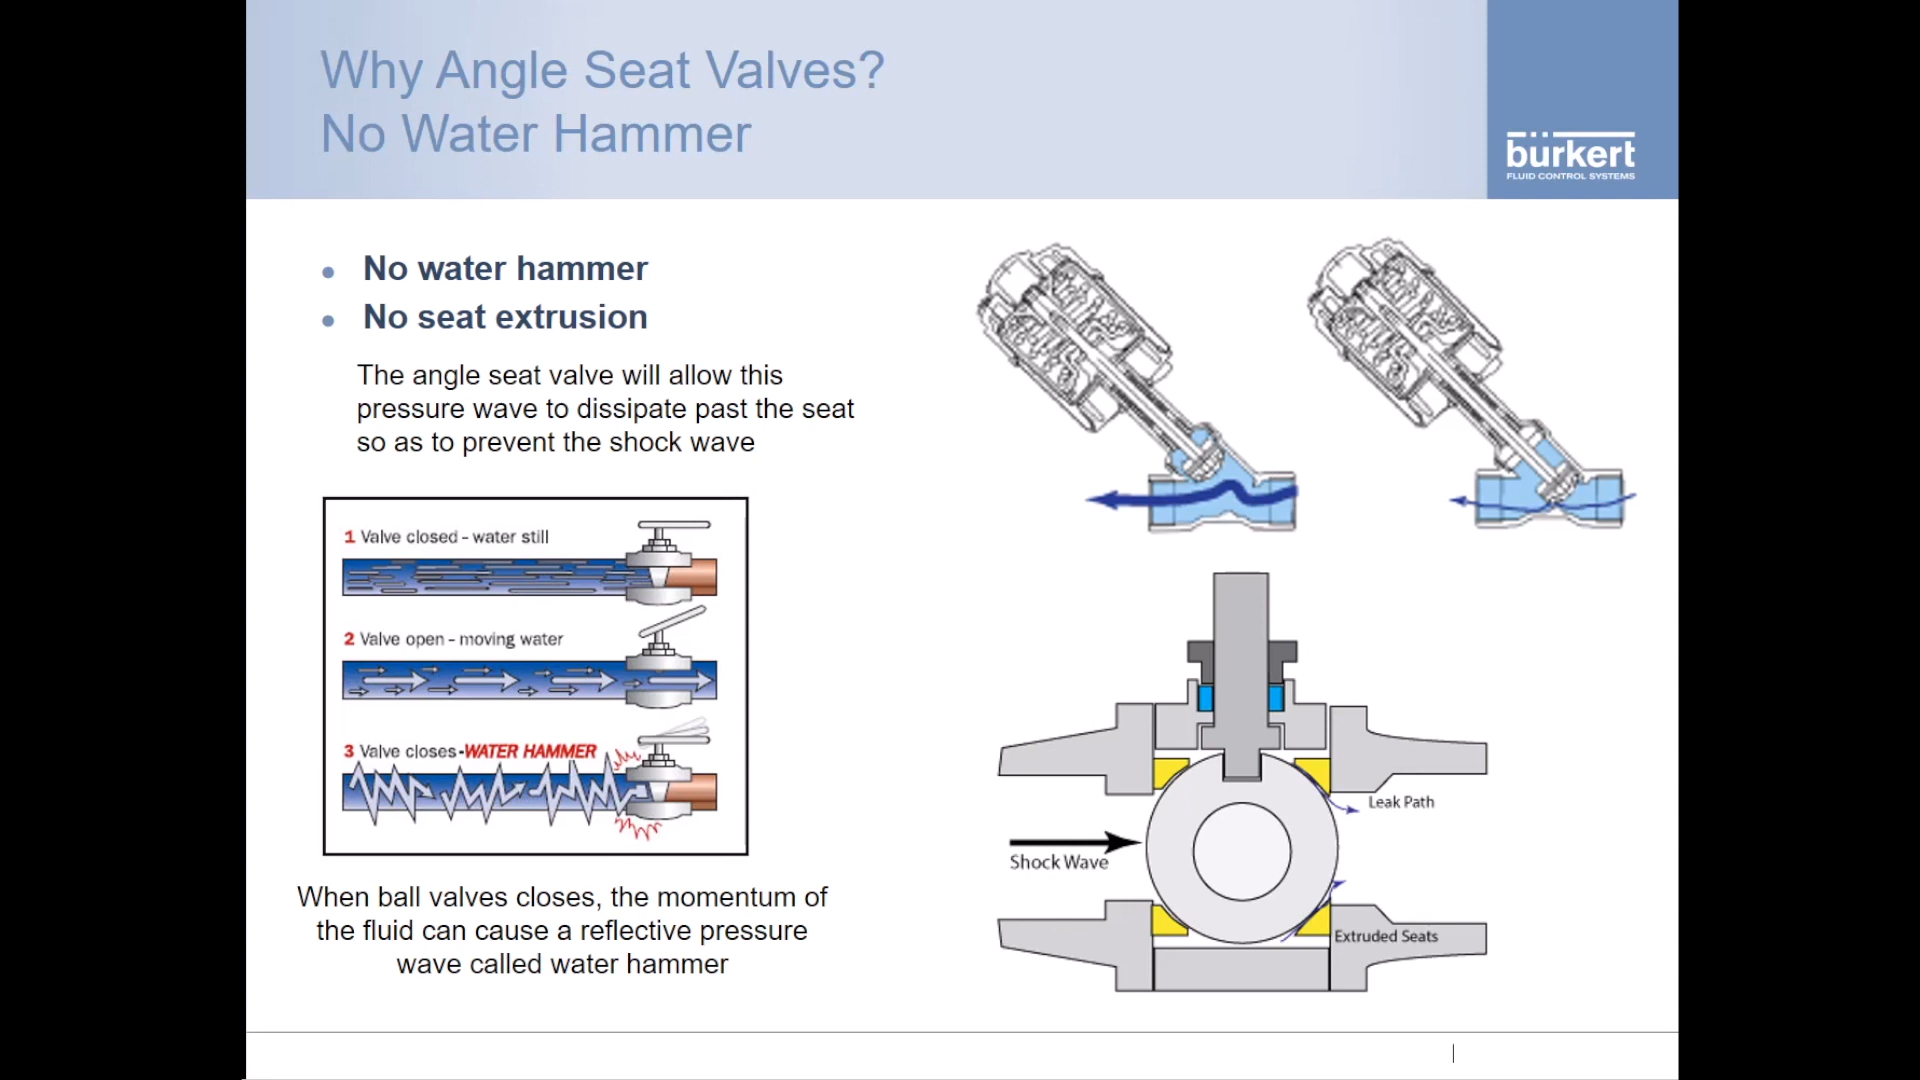 Why Angle Seat Valves?
No Water Hammer
burkert
FLUID CONTROL SYSTEMS
• No water hammer
• No seat extrusion
The angle seat valve will allow this
pressure wave to dissipate past the seat
so as to prevent the shock wave
1 Valve closed - water still
2 Valve open - moving water
3 Valve closes - WATER HAMMER
When ball valves closes, the momentum of
the fluid can cause a reflective pressure
wave called water hammer
Leak Path
Shock Wave
Extruded Seats